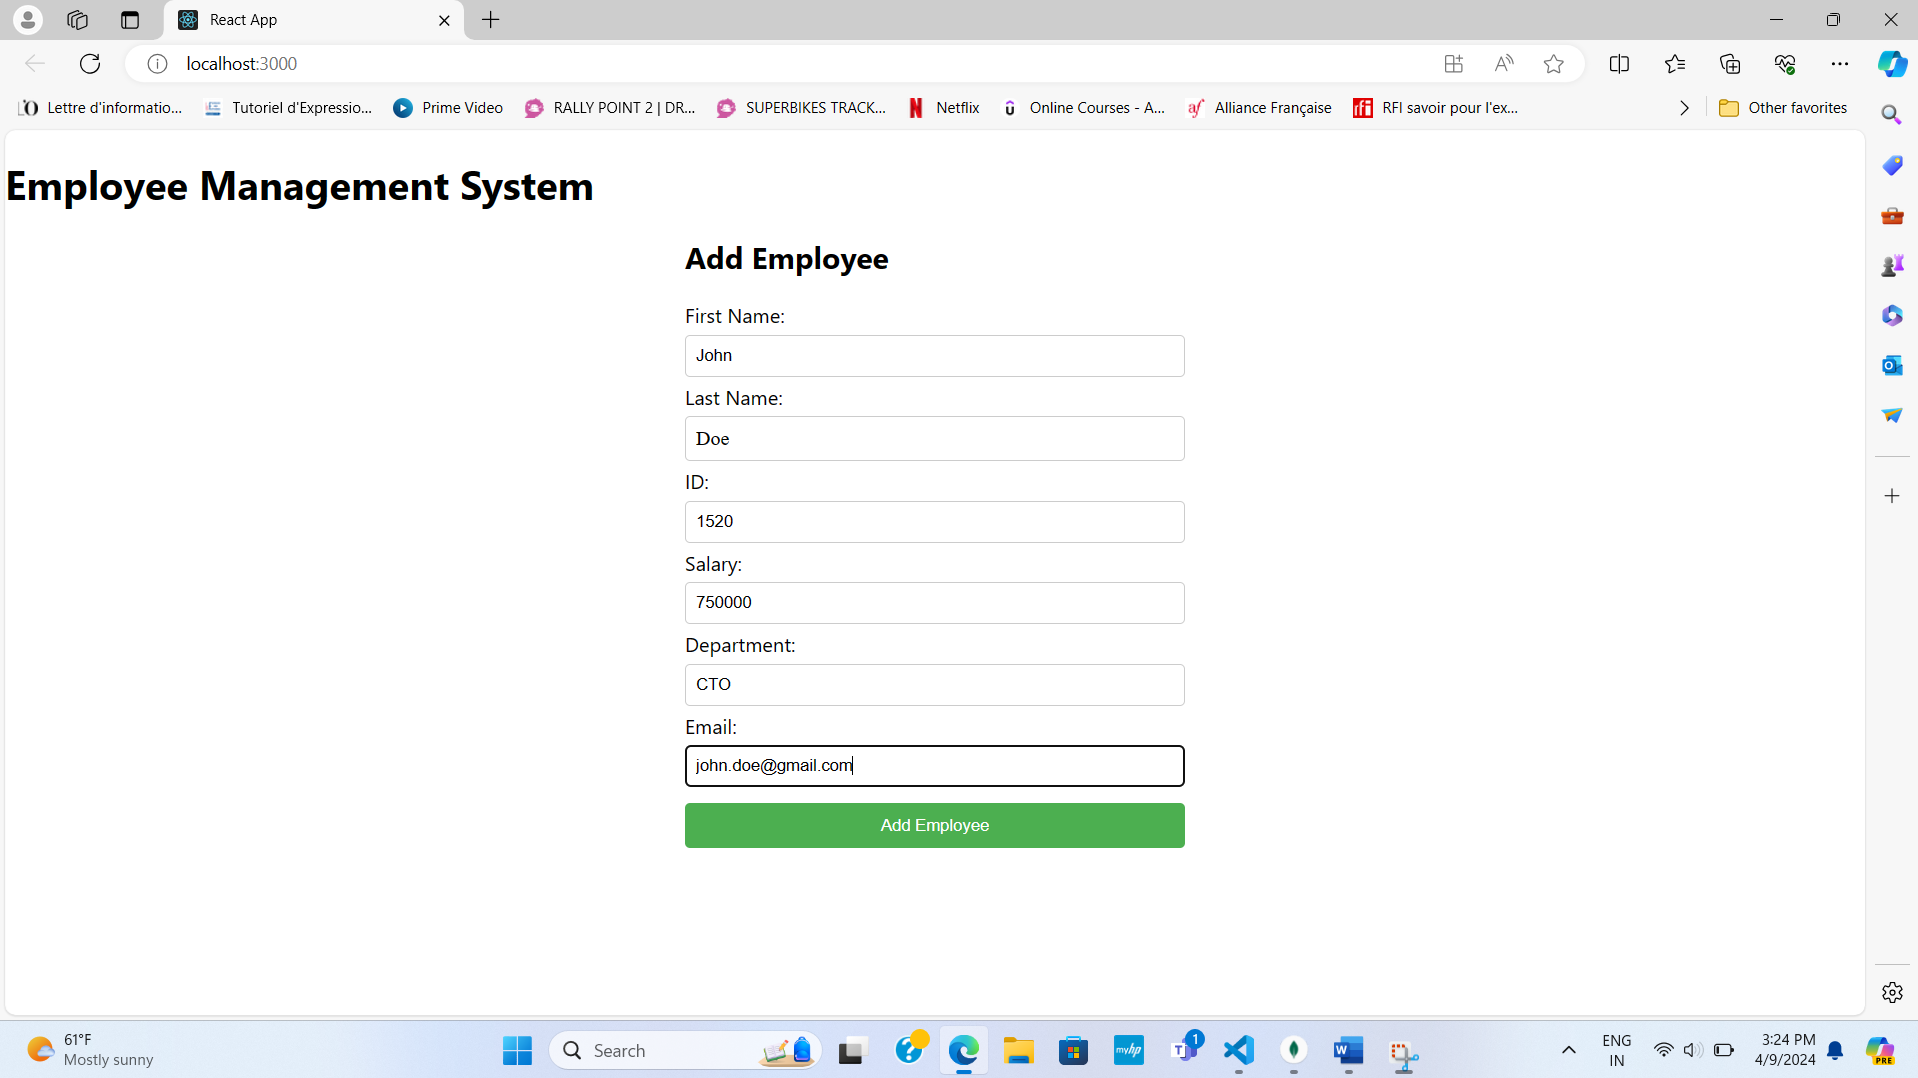 React App
localhost:3000
Lettre d'informatio... Tutoriel d'Expressio... Prime Video RALLY POINT 2 | DR... SUPERBIKES TRACK... Netflix Online Courses - A... Alliance Française RFI savoir pour l'ex... Other favorites
Employee Management System
Add Employee
First Name:
John
Last Name:
Doe
ID:
1520
Salary:
750000
Department:
CTO
Email:
john.doe@gmail.com
Add Employee
61°F
Mostly sunny
Search
1
ENG
IN
3:24 PM
4/9/2024